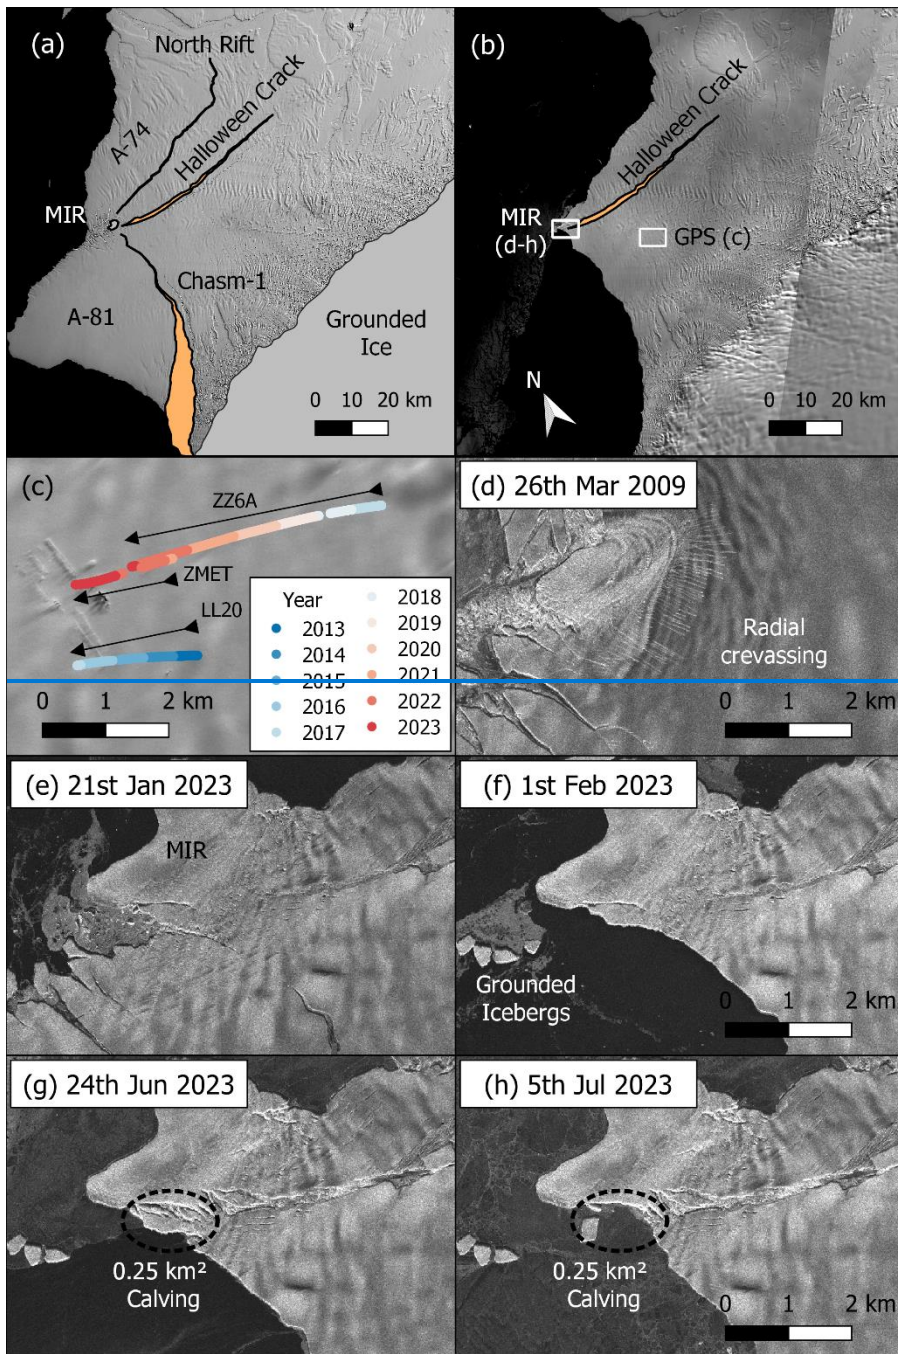 (a)
North Rift
A-74
Halloween Crack
MIR
Chasm-1
A-81
Grounded
Ice
0 10 20 km
(b)
Halloween Crack
MIR
(d-h)
GPS (c)
N
0 10 20 km
(c)
ZZ6A
ZMET
LL20
Year
2013
2014
2015
2016
2017
2018
2019
2020
2021
2022
2023
0 1 2 km
(d) 26th Mar 2009
Radial
crevassing
0 1 2 km
(e) 21st Jan 2023
MIR
(f) 1st Feb 2023
Grounded
Icebergs
0 1 2 km
(g) 24th Jun 2023
0.25 km²
Calving
(h) 5th Jul 2023
0.25 km²
Calving
0 1 2 km